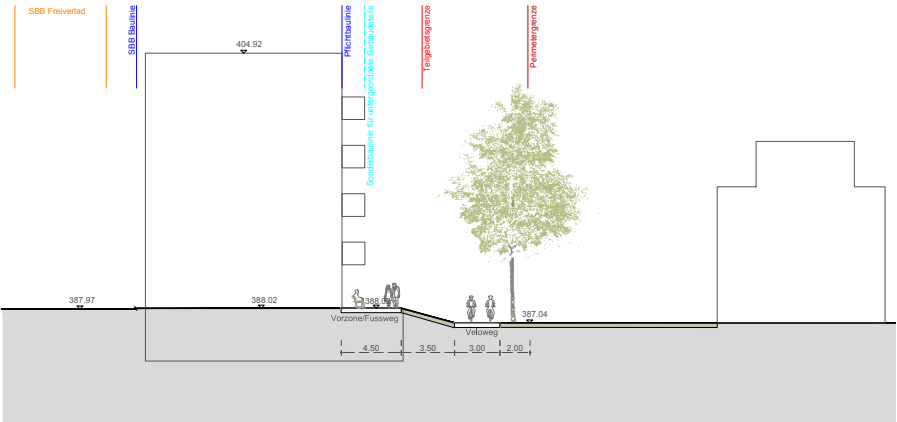 SBB Freiverlad
SBB Baulinie
Pflichtbaulinie
Sonderbaulinie für untergeordnete Gebäudeteile
Teilgebietsgrenze
Perimetergrenze
404.92
387.97
388.02
Vorzone/Fussweg
387.04
Veloweg
4.50
3.50
3.00
2.00